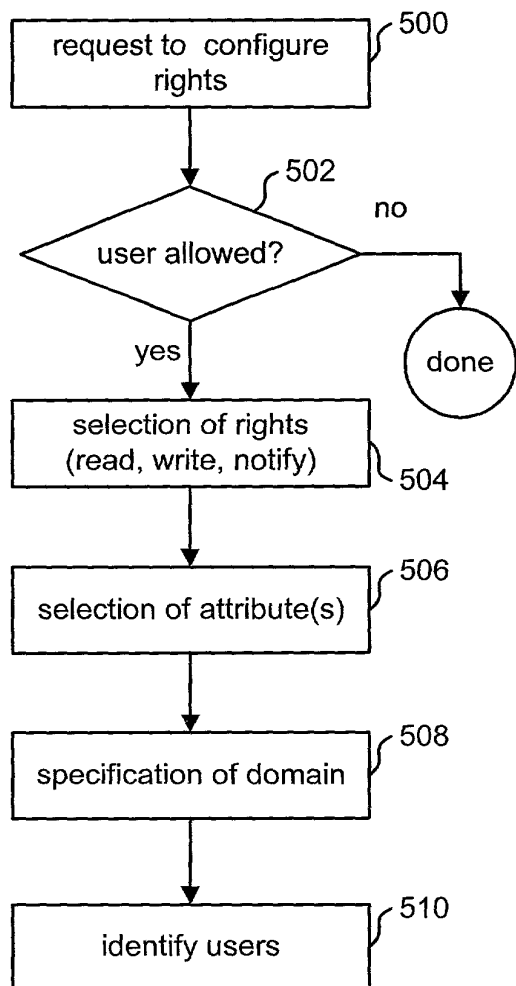 request to configure
rights
500
502
user allowed?
no
yes
done
selection of rights
(read, write, notify)
504
selection of attribute(s)
506
specification of domain
508
identify users
510